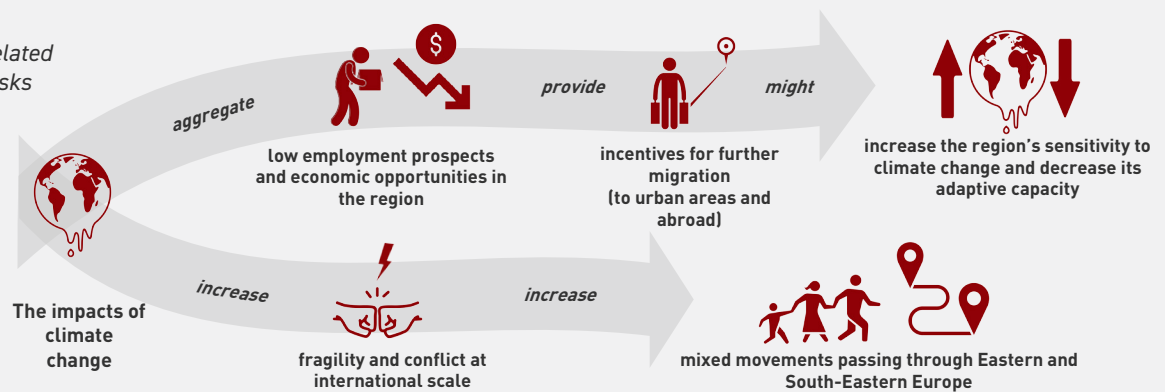 elated
sks
aggregate
provide
might
$
low employment prospects
and economic opportunities in
the region
incentives for further
migration
(to urban areas and
abroad)
increase the region's sensitivity to
climate change and decrease its
adaptive capacity
The impacts of
climate
change
increase
increase
fragility and conflict at
international scale
mixed movements passing through Eastern and
South-Eastern Europe